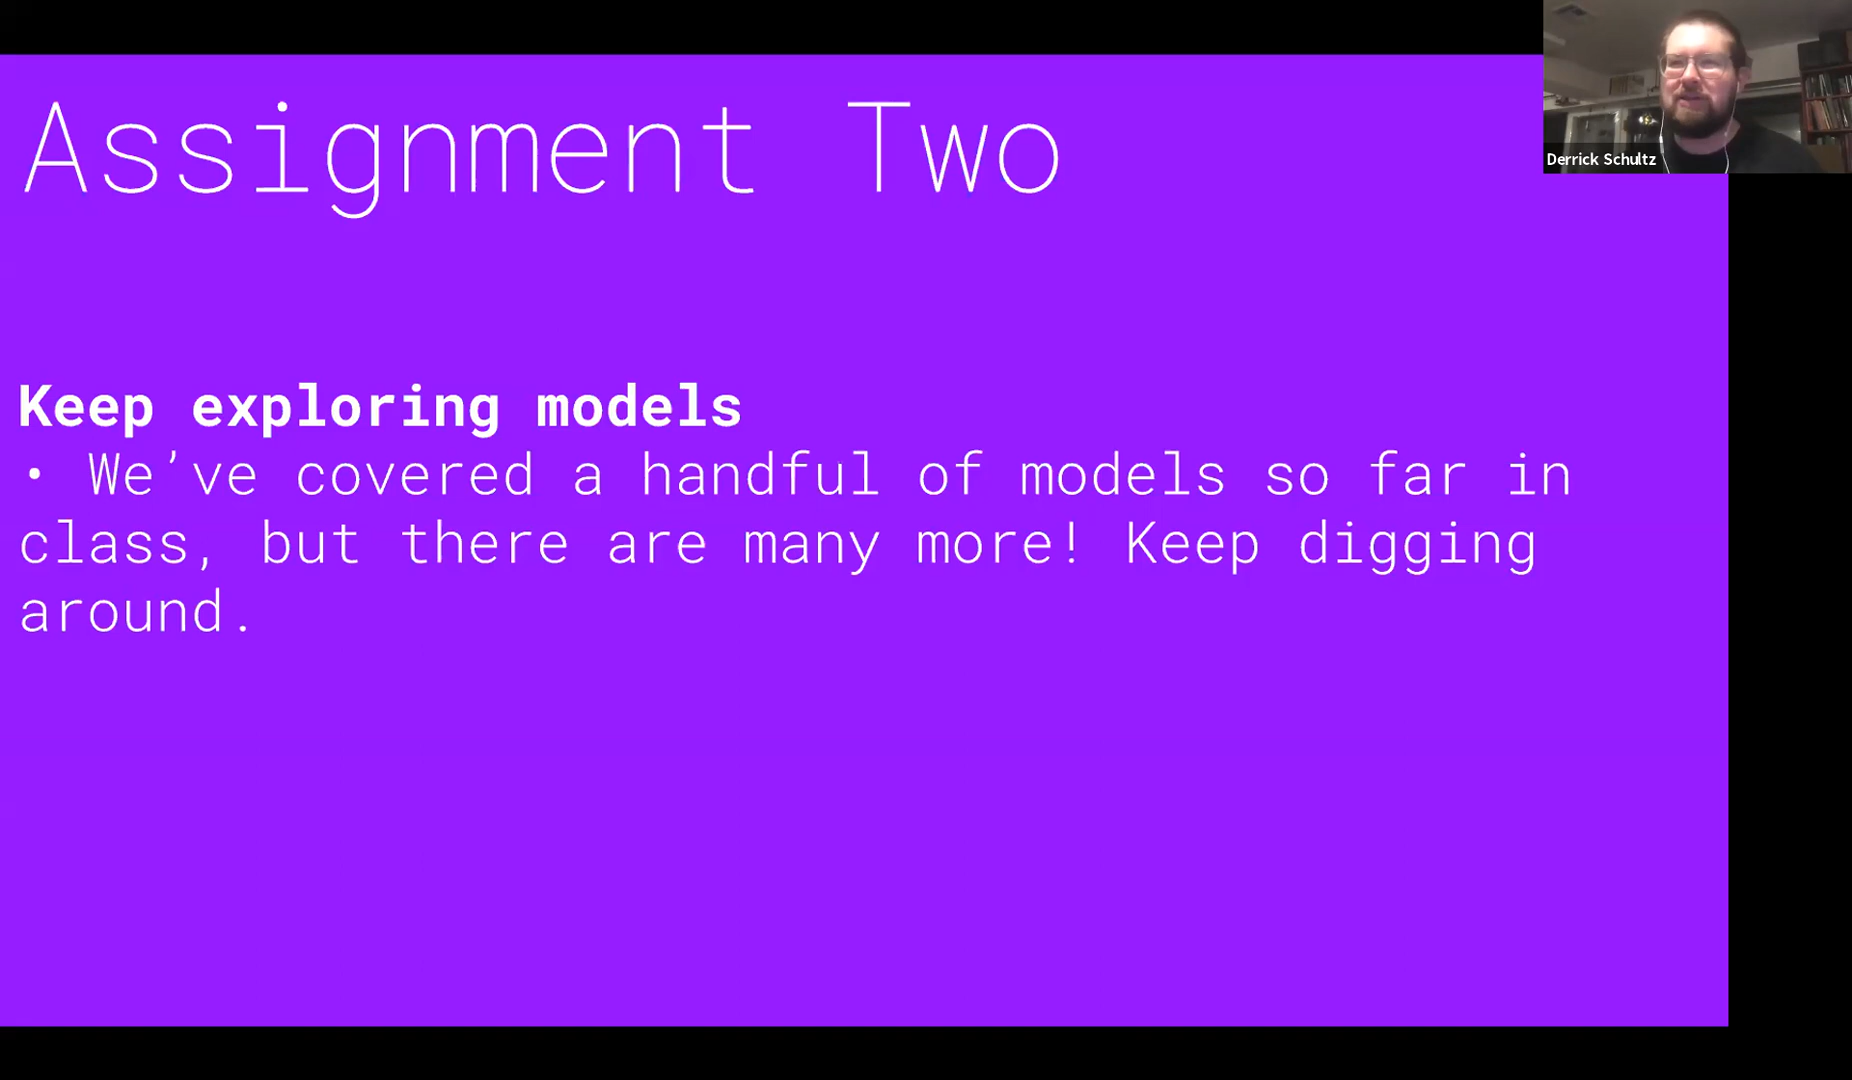 Assignment Two
Derrick Schultz
Keep exploring models
• We’ve covered a handful of models so far in
class, but there are many more! Keep digging
around.